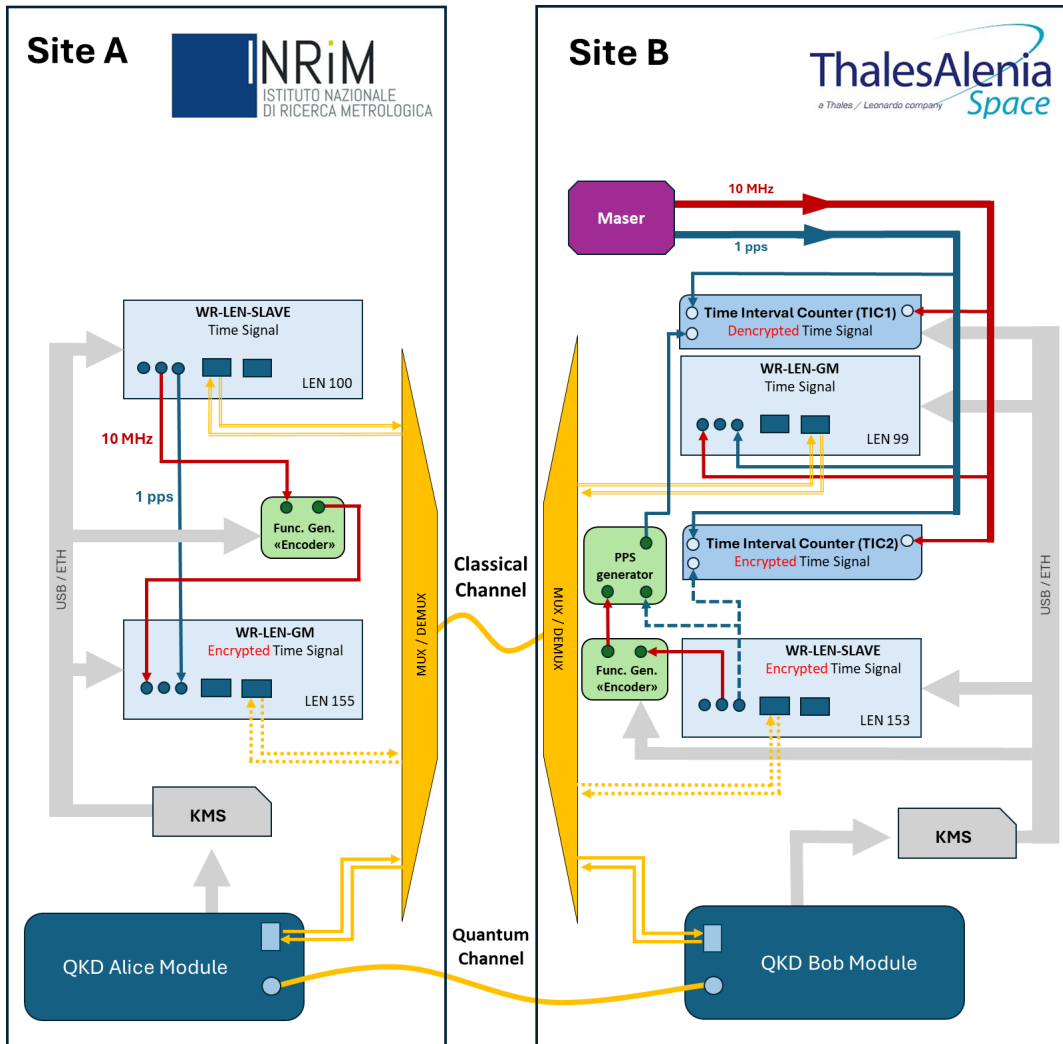 Site A
INRiM
ISTITUTO NAZIONALE
DI RICERCA METROLOGICA
WR-LEN-SLAVE
Time Signal
LEN 100
10 MHz
1 pps
Func. Gen.
«Encoder»
USB / ETH
WR-LEN-GM
Encrypted Time Signal
LEN 155
KMS
QKD Alice Module
MUX / DEMUX
Classical
Channel
Quantum
Channel
Site B
ThalesAlenia
a Thales / Leonardo company
Space
Maser
10 MHz
1 pps
Time Interval Counter (TIC1)
Dencrypted Time Signal
WR-LEN-GM
Time Signal
LEN 99
Time Interval Counter (TIC2)
Encrypted Time Signal
PPS
generator
Func. Gen.
«Encoder»
WR-LEN-SLAVE
Encrypted Time Signal
LEN 153
MUX / DEMUX
USB / ETH
KMS
QKD Bob Module